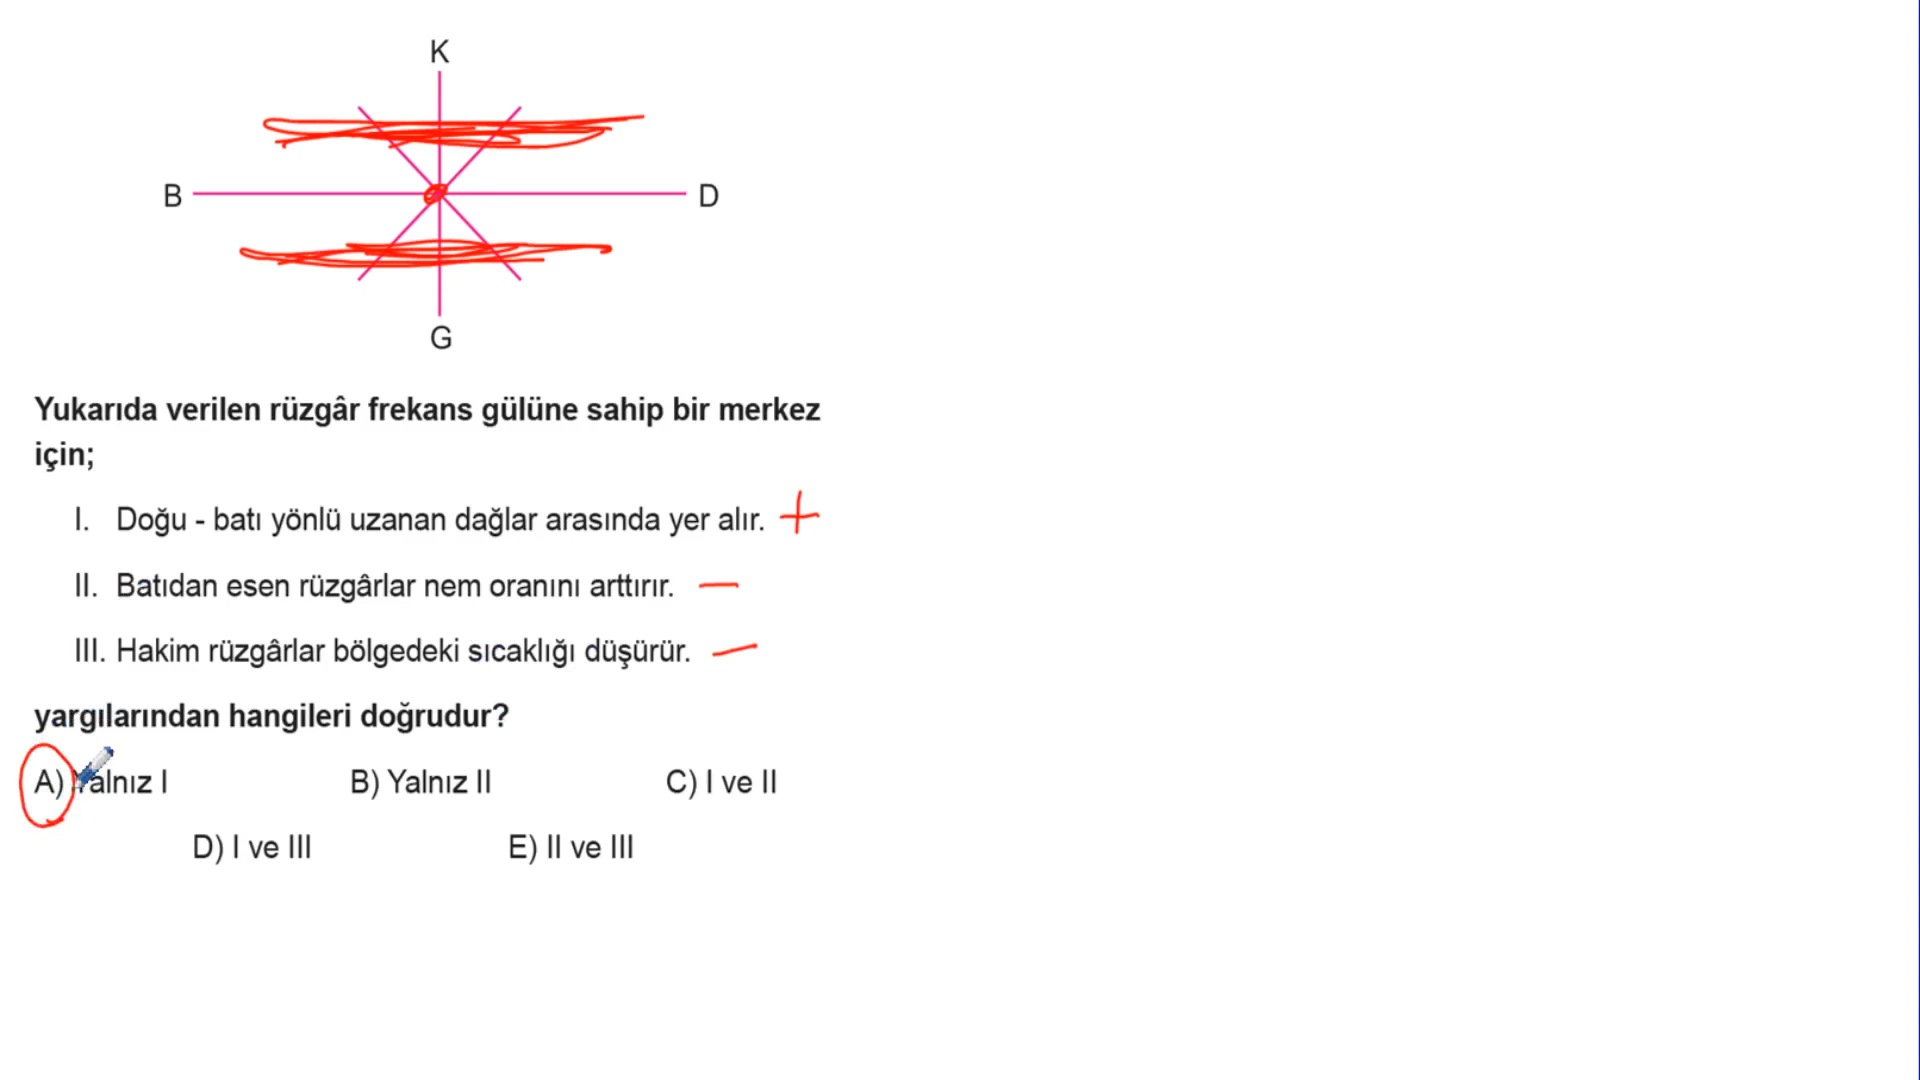 K
B
D
G
Yukarıda verilen rüzgâr frekans gülüne sahip bir merkez
için;
I. Doğu - batı yönlü uzanan dağlar arasında yer alır. +
II. Batıdan esen rüzgârlar nem oranını arttırır. —
III. Hakim rüzgârlar bölgedeki sıcaklığı düşürür. —
yargılarından hangileri doğrudur?
A) Yalnız I B) Yalnız II C) I ve II
D) I ve III E) II ve III